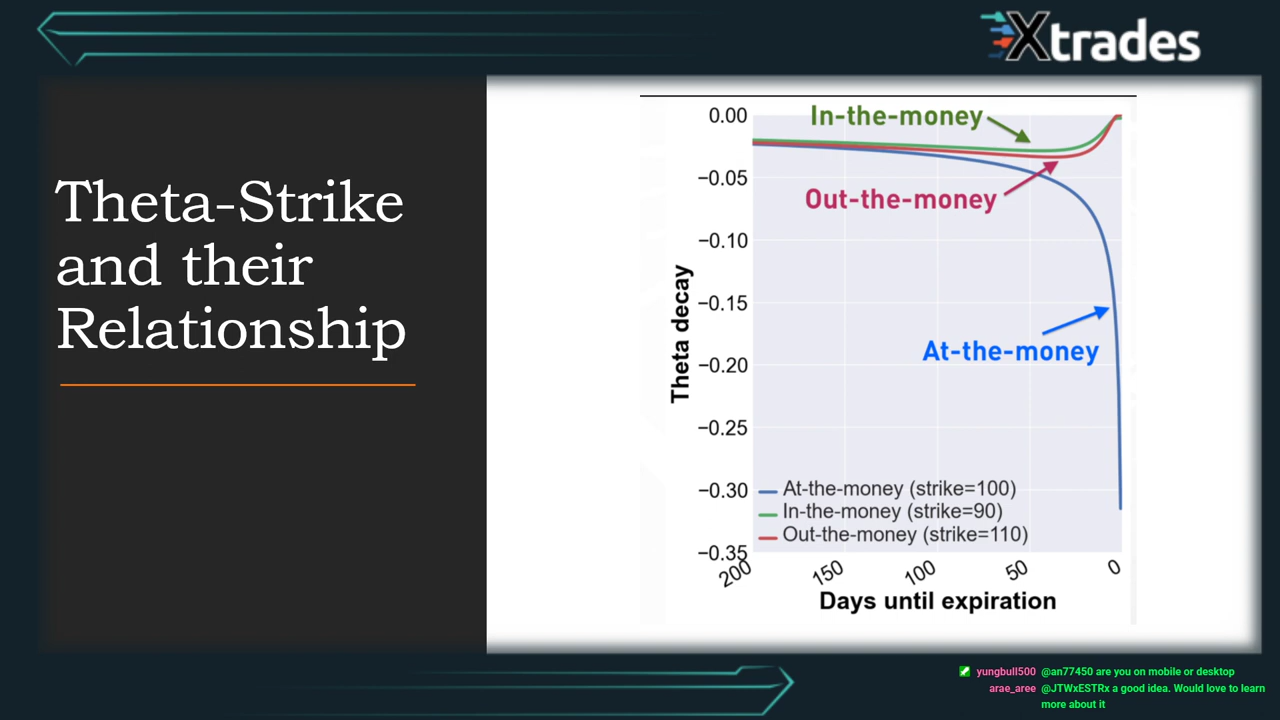 Xtrades
Theta-Strike
and their
Relationship
In-the-money
Out-the-money
At-the-money
Theta decay
0.00
−0.05
−0.10
−0.15
−0.20
−0.25
−0.30
−0.35
At-the-money (strike=100)
In-the-money (strike=90)
Out-the-money (strike=110)
200
150
100
50
0
Days until expiration
yungbull500 @an77450 are you on mobile or desktop
arae_aree @JTWxESTRx a good idea. Would love to learn
more about it